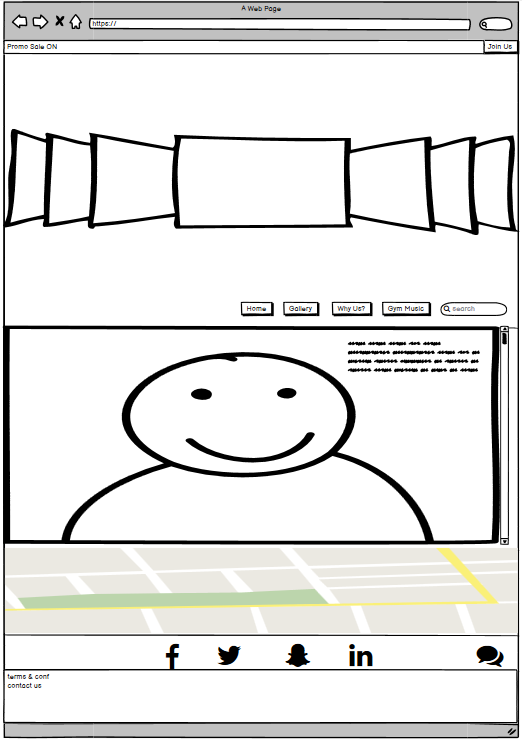 A Web Page
https://
Promo Sale ON
Join Us
Home
Gallery
Why Us?
Gym Music
search
terms & conf
contact us